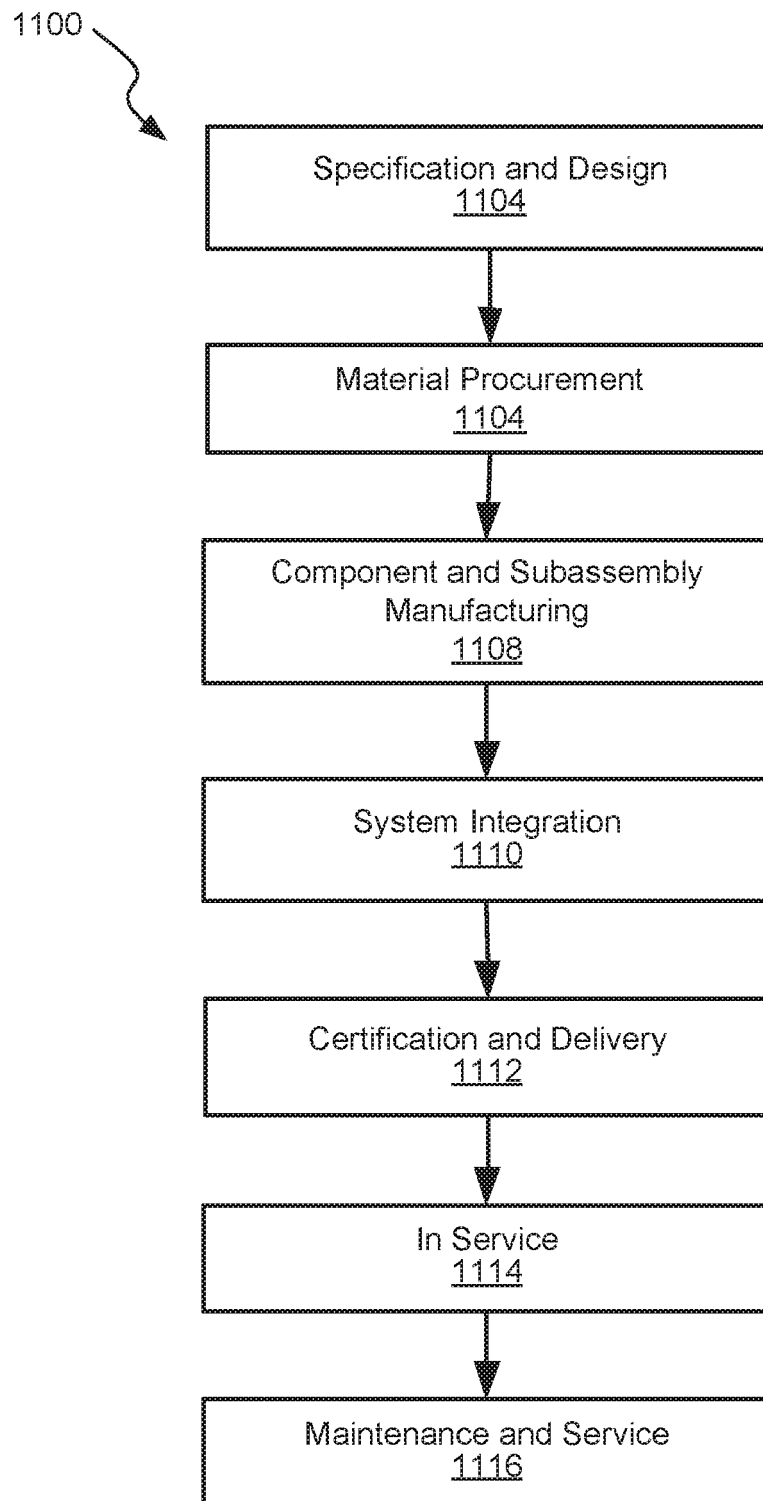 1100
Specification and Design
1104
Material Procurement
1104
Component and Subassembly
Manufacturing
1108
System Integration
1110
Certification and Delivery
1112
In Service
1114
Maintenance and Service
1116